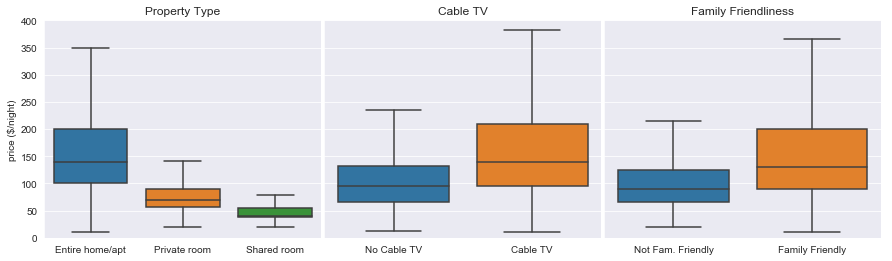 Property Type
Cable TV
Family Friendliness
price ($/night)
400
350
300
250
200
150
100
50
0
Entire home/apt
Private room
Shared room
No Cable TV
Cable TV
Not Fam. Friendly
Family Friendly